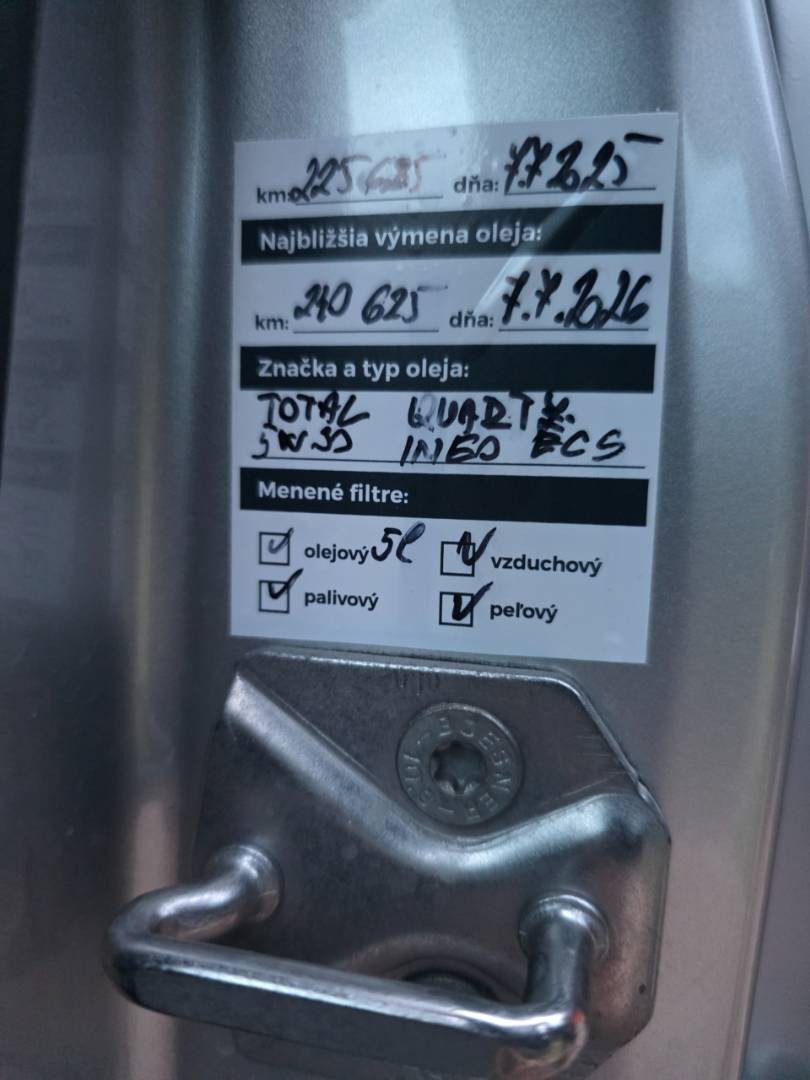 km: 225 625 dňa: 7.7.2025
Najbližšia výmena oleja:
km: 240 625 dňa: 7.7.2026
Značka a typ oleja:
TOTAL QUARTZ
5W30 INEO ECS
Menené filtre:
olejový 5l vzduchový
palivový peľový